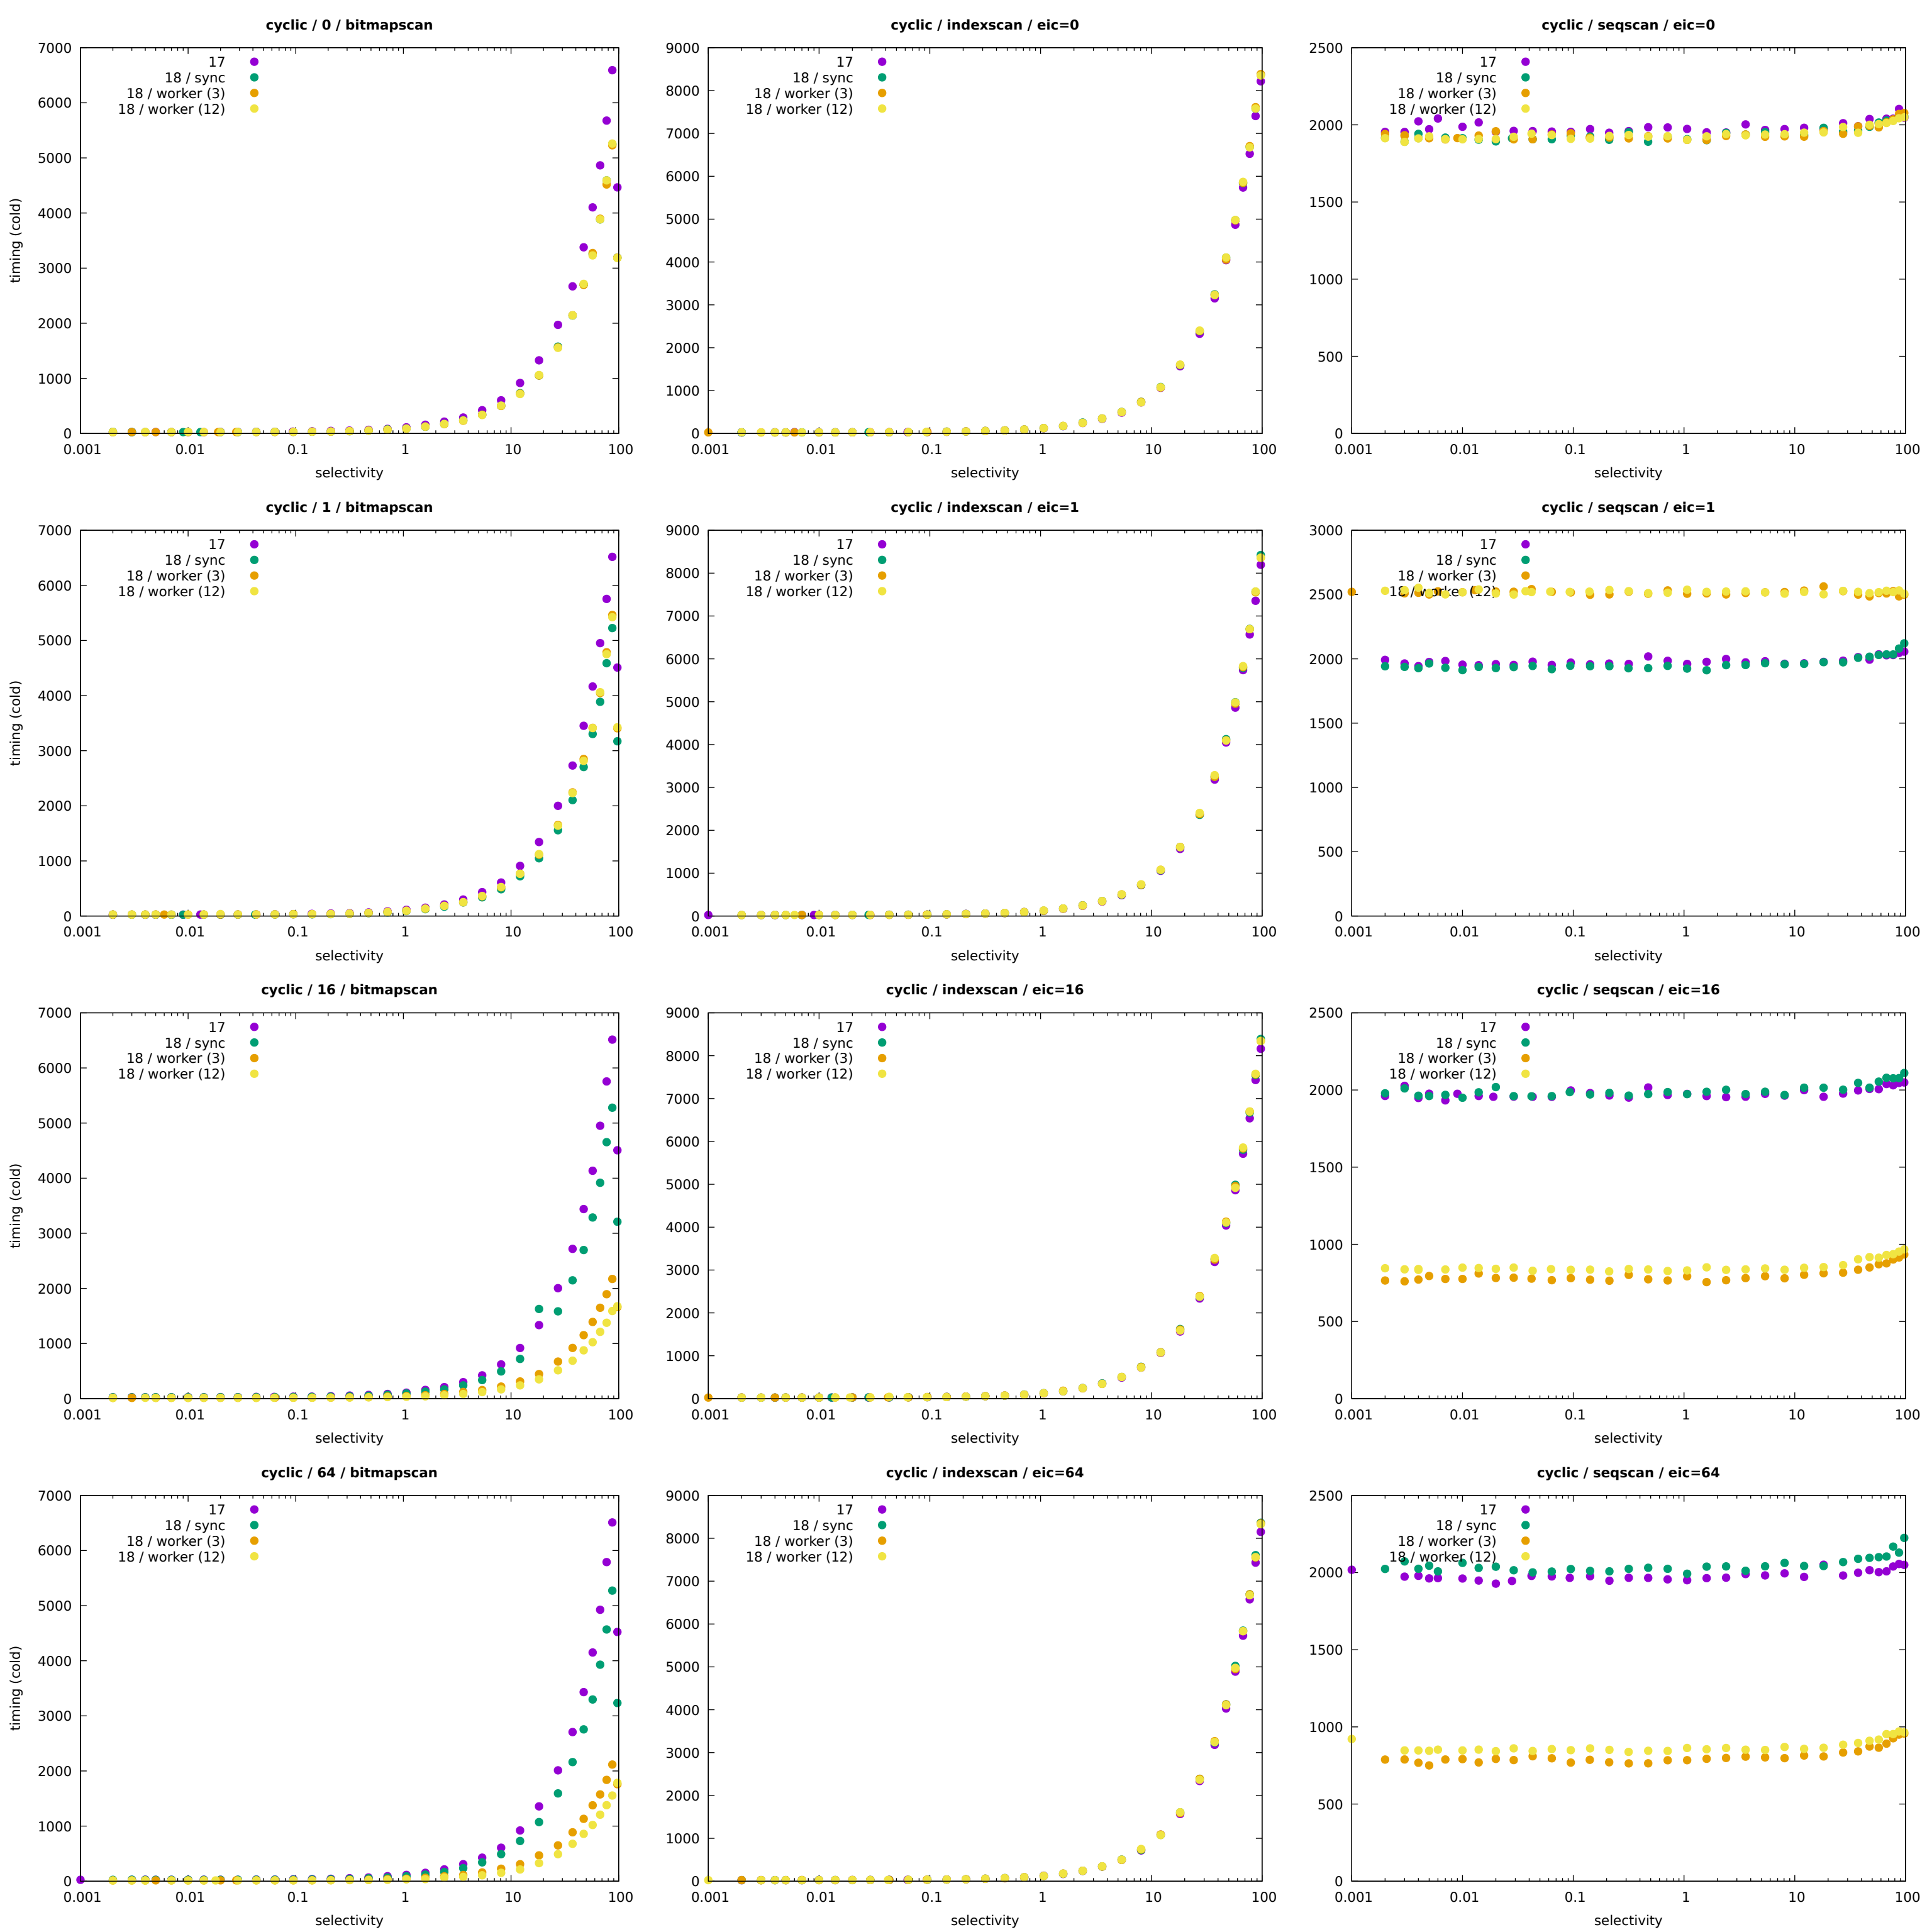 cyclic / 0 / bitmapscan
7000
6000
5000
4000
3000
2000
1000
0
timing (cold)
17
18 / sync
18 / worker (3)
18 / worker (12)
0.001 0.01 0.1 1 10 100
selectivity
cyclic / indexscan / eic=0
9000
8000
7000
6000
5000
4000
3000
2000
1000
0
17
18 / sync
18 / worker (3)
18 / worker (12)
0.001 0.01 0.1 1 10 100
selectivity
cyclic / seqscan / eic=0
2500
2000
1500
1000
500
0
17
18 / sync
18 / worker (3)
18 / worker (12)
0.001 0.01 0.1 1 10 100
selectivity
cyclic / 1 / bitmapscan
7000
6000
5000
4000
3000
2000
1000
0
timing (cold)
17
18 / sync
18 / worker (3)
18 / worker (12)
0.001 0.01 0.1 1 10 100
selectivity
cyclic / indexscan / eic=1
9000
8000
7000
6000
5000
4000
3000
2000
1000
0
17
18 / sync
18 / worker (3)
18 / worker (12)
0.001 0.01 0.1 1 10 100
selectivity
cyclic / seqscan / eic=1
3000
2500
2000
1500
1000
500
0
17
18 / sync
18 / worker (3)
18 / worker (12)
0.001 0.01 0.1 1 10 100
selectivity
cyclic / 16 / bitmapscan
7000
6000
5000
4000
3000
2000
1000
0
timing (cold)
17
18 / sync
18 / worker (3)
18 / worker (12)
0.001 0.01 0.1 1 10 100
selectivity
cyclic / indexscan / eic=16
9000
8000
7000
6000
5000
4000
3000
2000
1000
0
17
18 / sync
18 / worker (3)
18 / worker (12)
0.001 0.01 0.1 1 10 100
selectivity
cyclic / seqscan / eic=16
2500
2000
1500
1000
500
0
17
18 / sync
18 / worker (3)
18 / worker (12)
0.001 0.01 0.1 1 10 100
selectivity
cyclic / 64 / bitmapscan
7000
6000
5000
4000
3000
2000
1000
0
timing (cold)
17
18 / sync
18 / worker (3)
18 / worker (12)
0.001 0.01 0.1 1 10 100
selectivity
cyclic / indexscan / eic=64
9000
8000
7000
6000
5000
4000
3000
2000
1000
0
17
18 / sync
18 / worker (3)
18 / worker (12)
0.001 0.01 0.1 1 10 100
selectivity
cyclic / seqscan / eic=64
2500
2000
1500
1000
500
0
17
18 / sync
18 / worker (3)
18 / worker (12)
0.001 0.01 0.1 1 10 100
selectivity